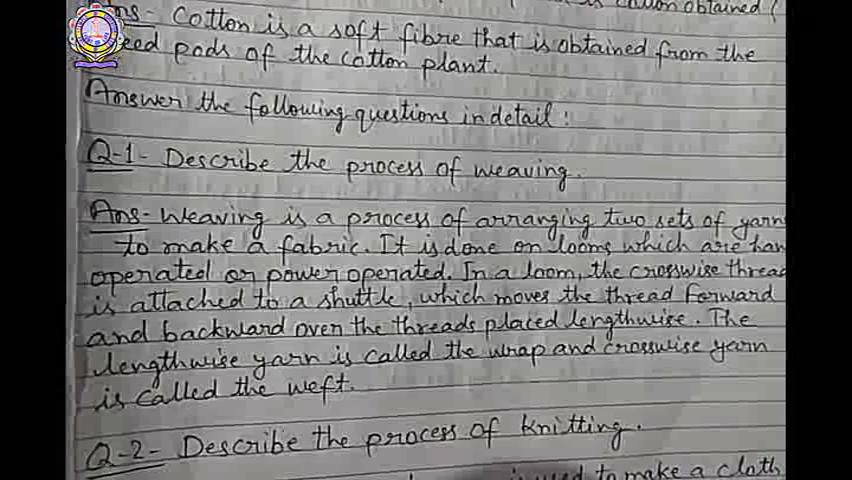 is cotton obtained
Ans- Cotton is a soft fibre that is obtained from the
pods of the cotton plant.
Answer the following questions in detail:
Q-1- Describe the process of weaving.
Ans- Weaving is a process of arranging two sets of yarn
to make a fabric. It is done on looms which are han
operated or power operated. In a loom, the crosswise thread
is attached to a shuttle, which moves the thread forward
and backward over the threads placed lengthwise. The
lengthwise yarn is called the wrap and crosswise yarn
is called the weft.
Q-2- Describe the process of knitting.
used to make a cloth